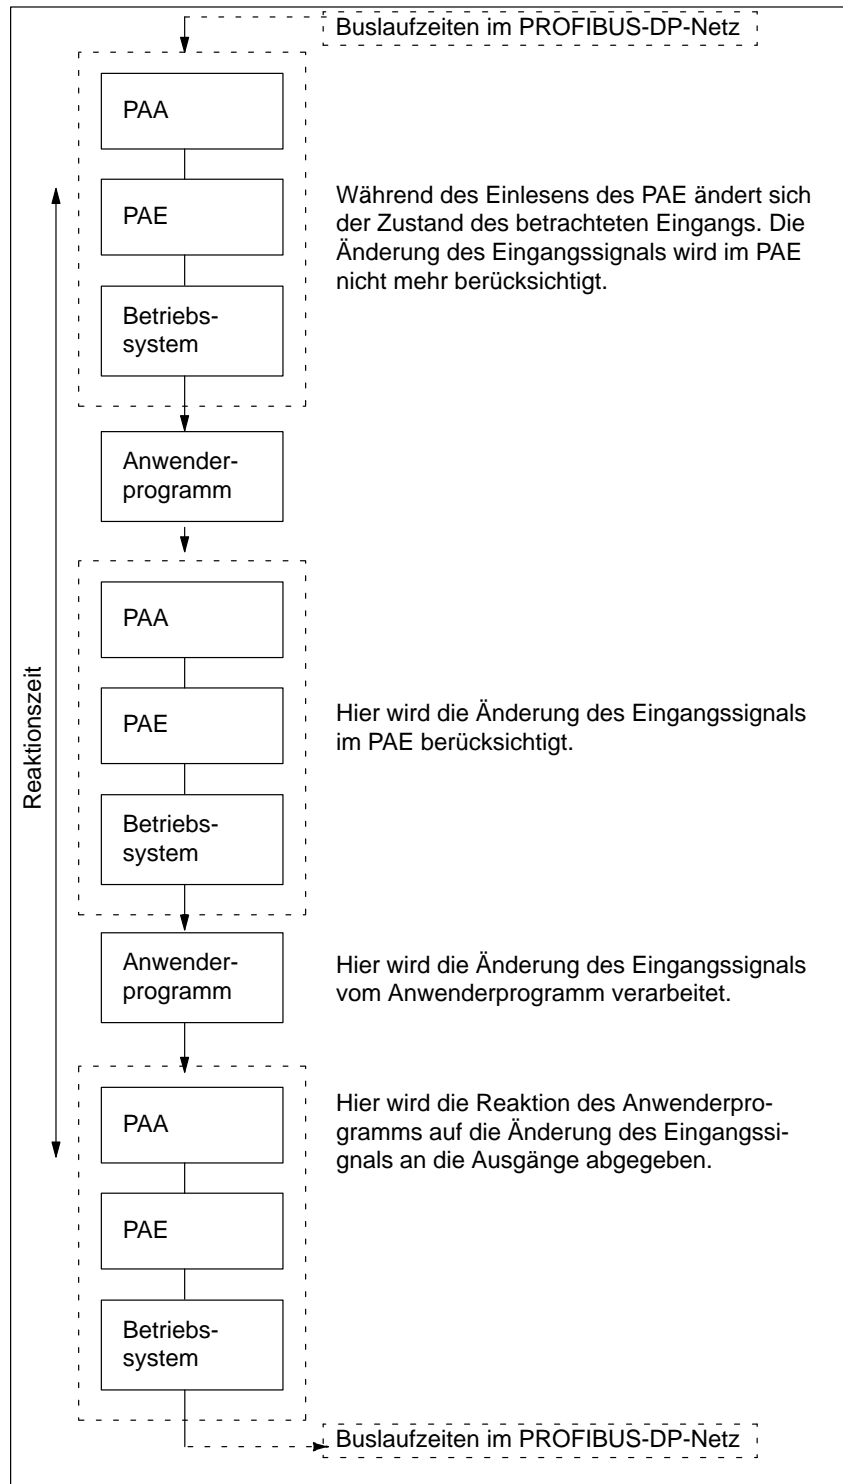 Buslaufzeiten im PROFIBUS-DP-Netz
PAA
PAE
Während des Einlesens des PAE ändert sich
der Zustand des betrachteten Eingangs. Die
Änderung des Eingangssignals wird im PAE
nicht mehr berücksichtigt.
Betriebs-
system
Anwender-
programm
PAA
Reaktionszeit
PAE
Hier wird die Änderung des Eingangssignals
im PAE berücksichtigt.
Betriebs-
system
Anwender-
programm
Hier wird die Änderung des Eingangssignals
vom Anwenderprogramm verarbeitet.
PAA
Hier wird die Reaktion des Anwenderpro-
gramms auf die Änderung des Eingangssi-
gnals an die Ausgänge abgegeben.
PAE
Betriebs-
system
Buslaufzeiten im PROFIBUS-DP-Netz